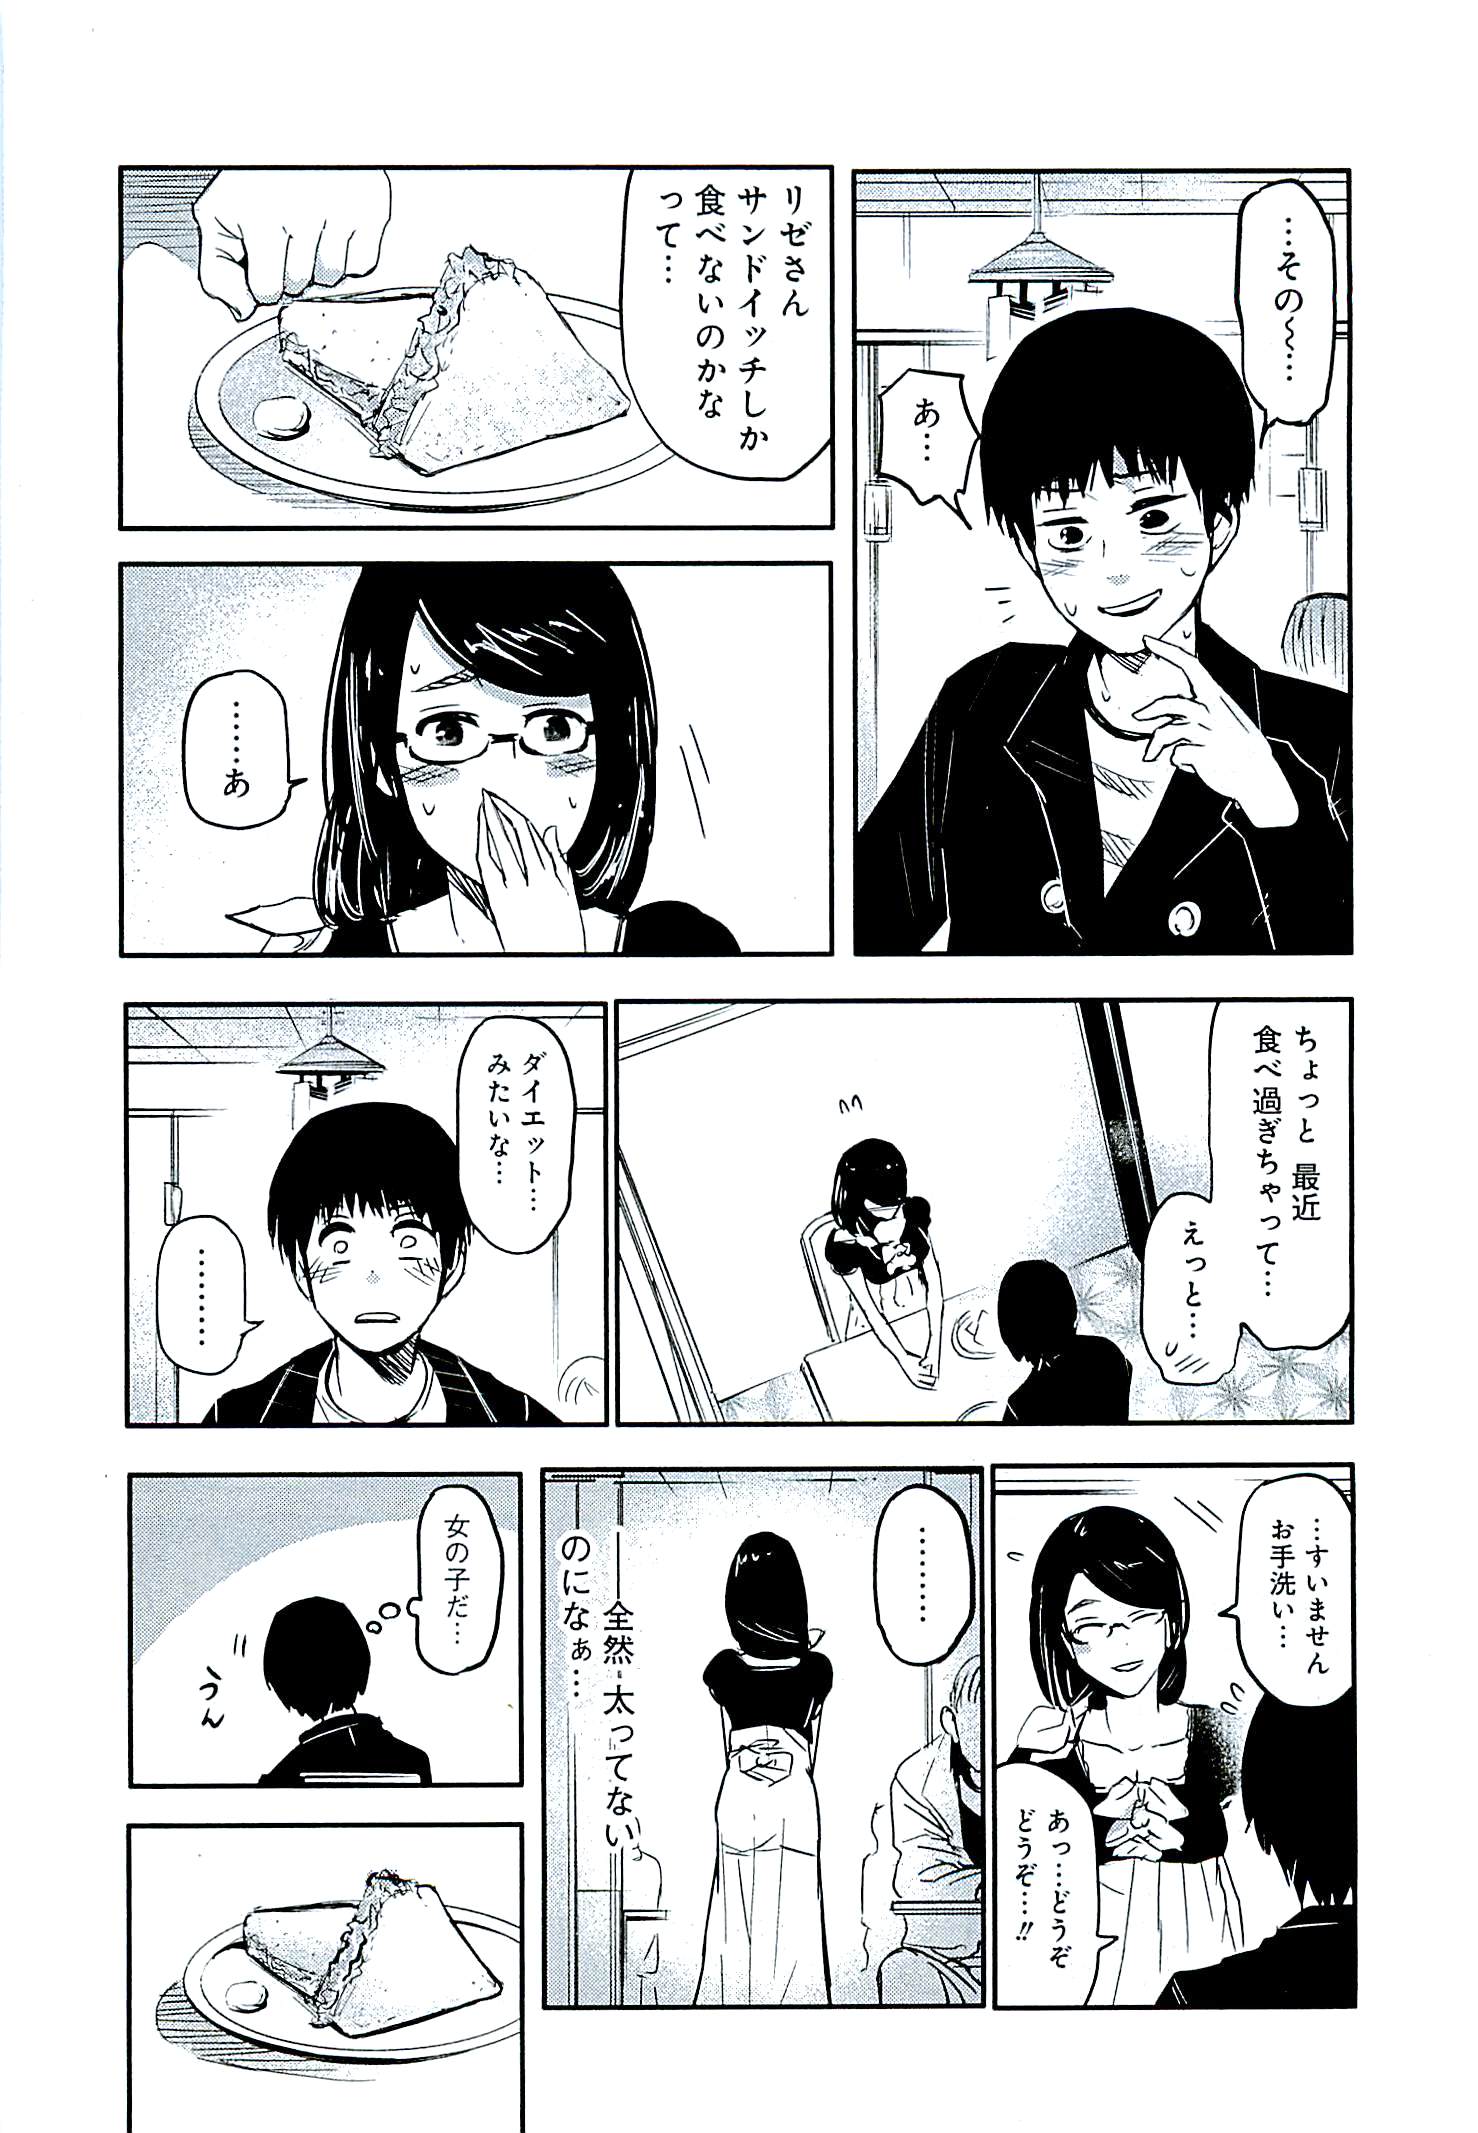 …その〜…
あ…
リゼさん
サンドイッチしか
食べないのかな
って…
……あ
ちょっと 最近
食べ過ぎちゃって…
えっと…
ダイエット…
みたいな…
………
…すいません
お手洗い…
あっ…どうぞ
どうぞ…!!
………
――全然 太ってない
のになぁ…
女の子だ…
うん